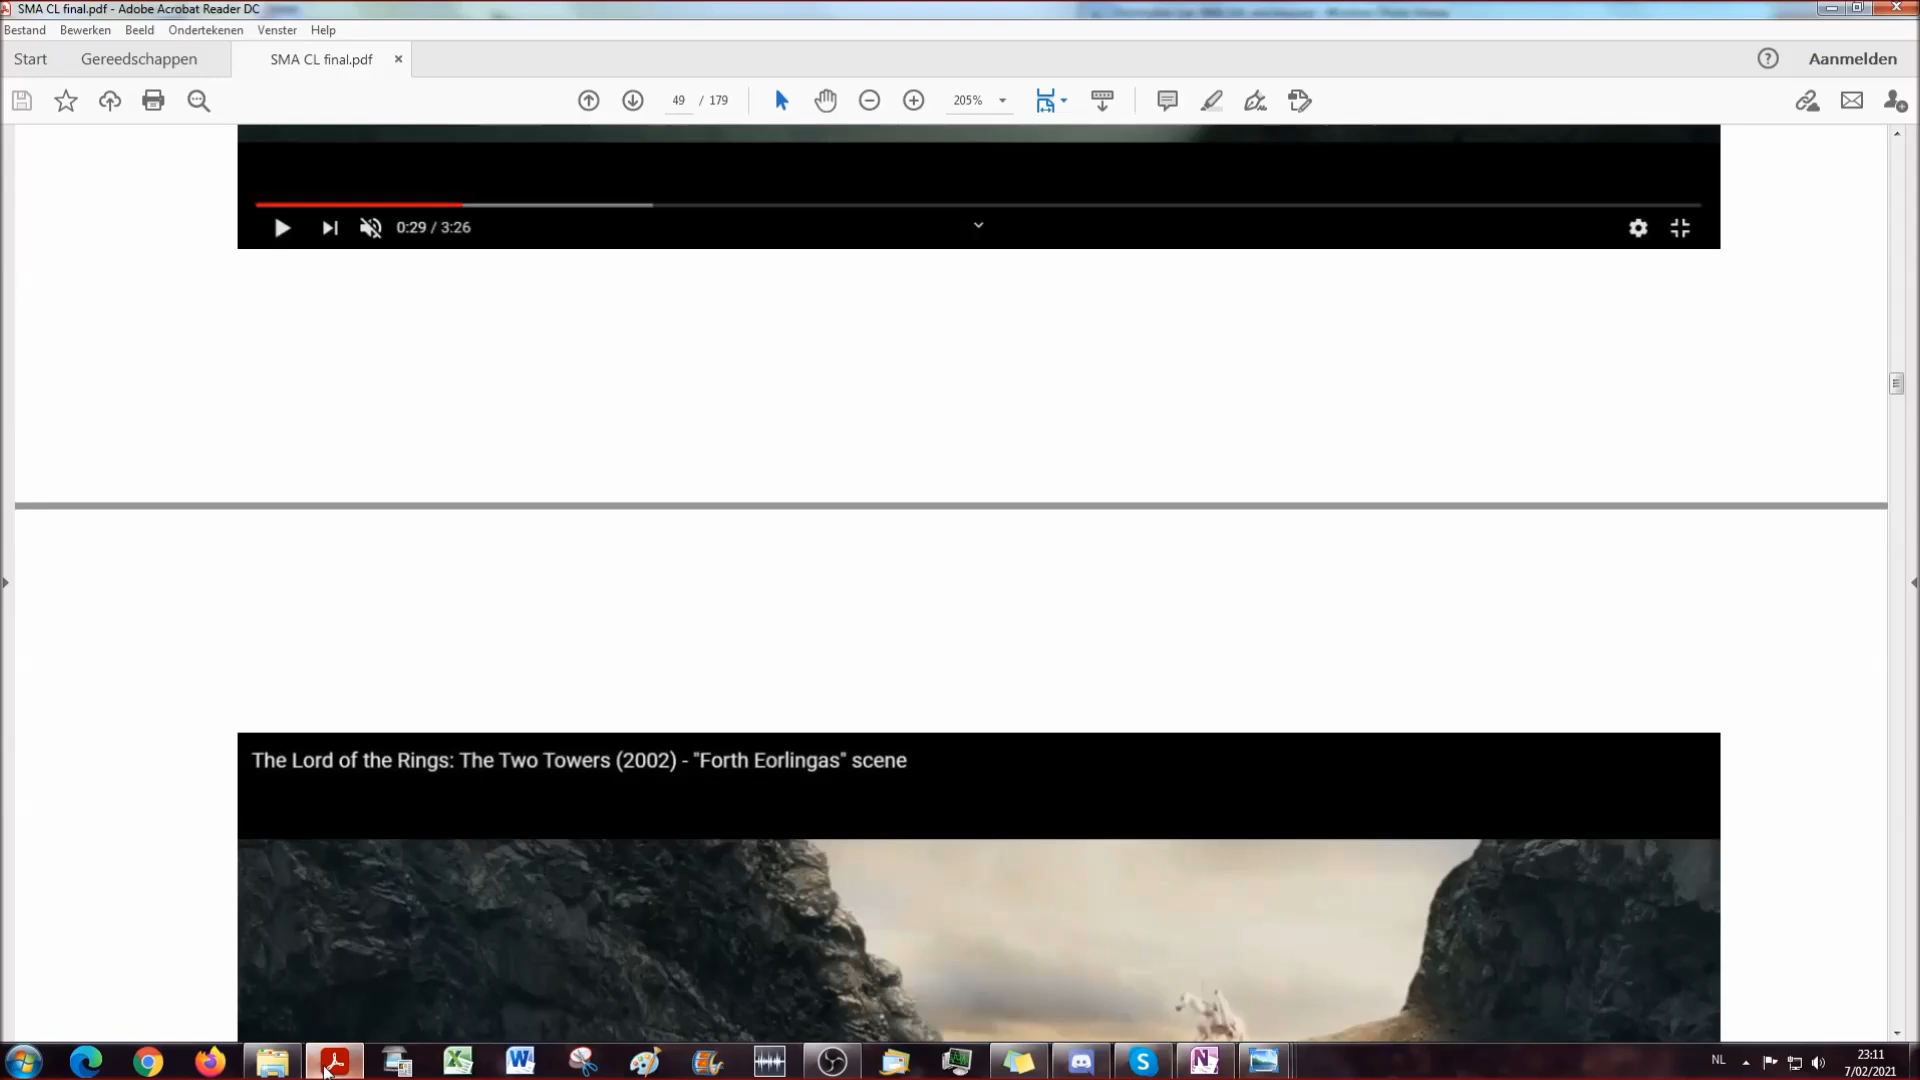 SMA CL final.pdf - Adobe Acrobat Reader DC
Bestand Bewerken Beeld Ondertekenen Venster Help
Start Gereedschappen SMA CL final.pdf × Aanmelden
49 / 179 205%
0:29 / 3:26
The Lord of the Rings: The Two Towers (2002) - "Forth Eorlingas" scene
NL 23:11
7/02/2021